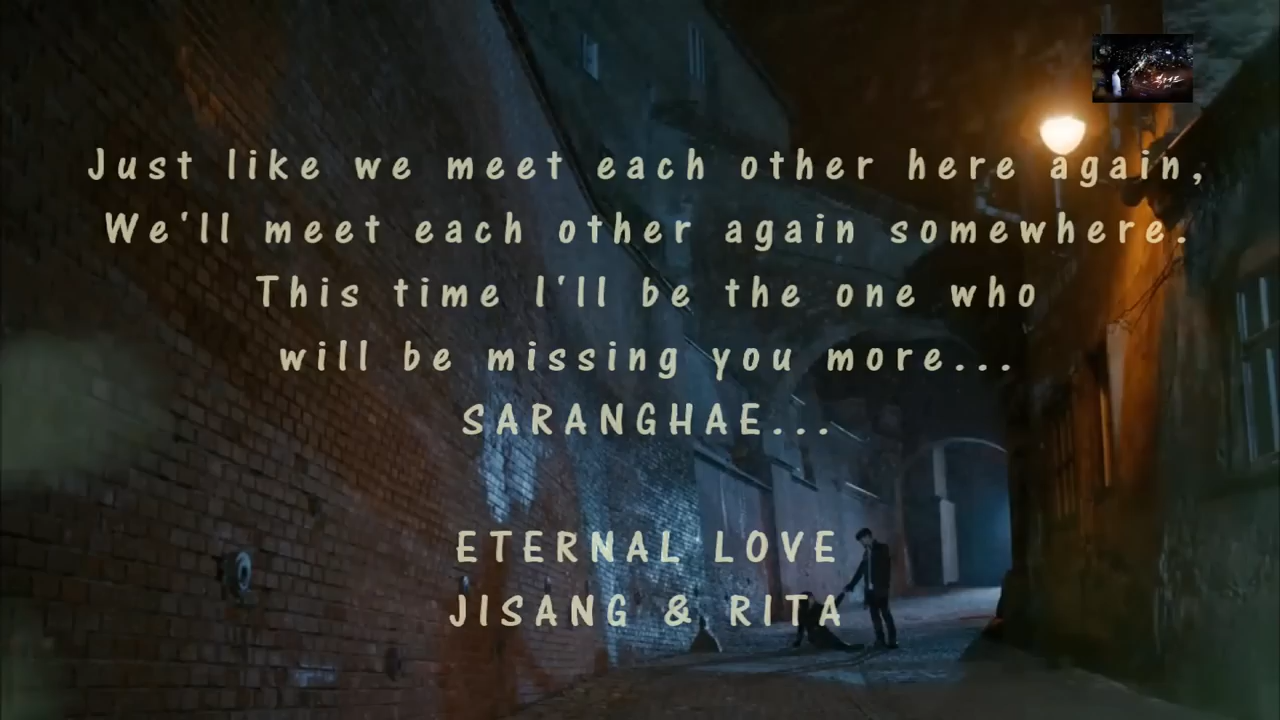 Just like we meet each other here again,
We'll meet each other again somewhere.
This time I'll be the one who
will be missing you more...
SARANGHAE...
ETERNAL LOVE
JISANG & RITA